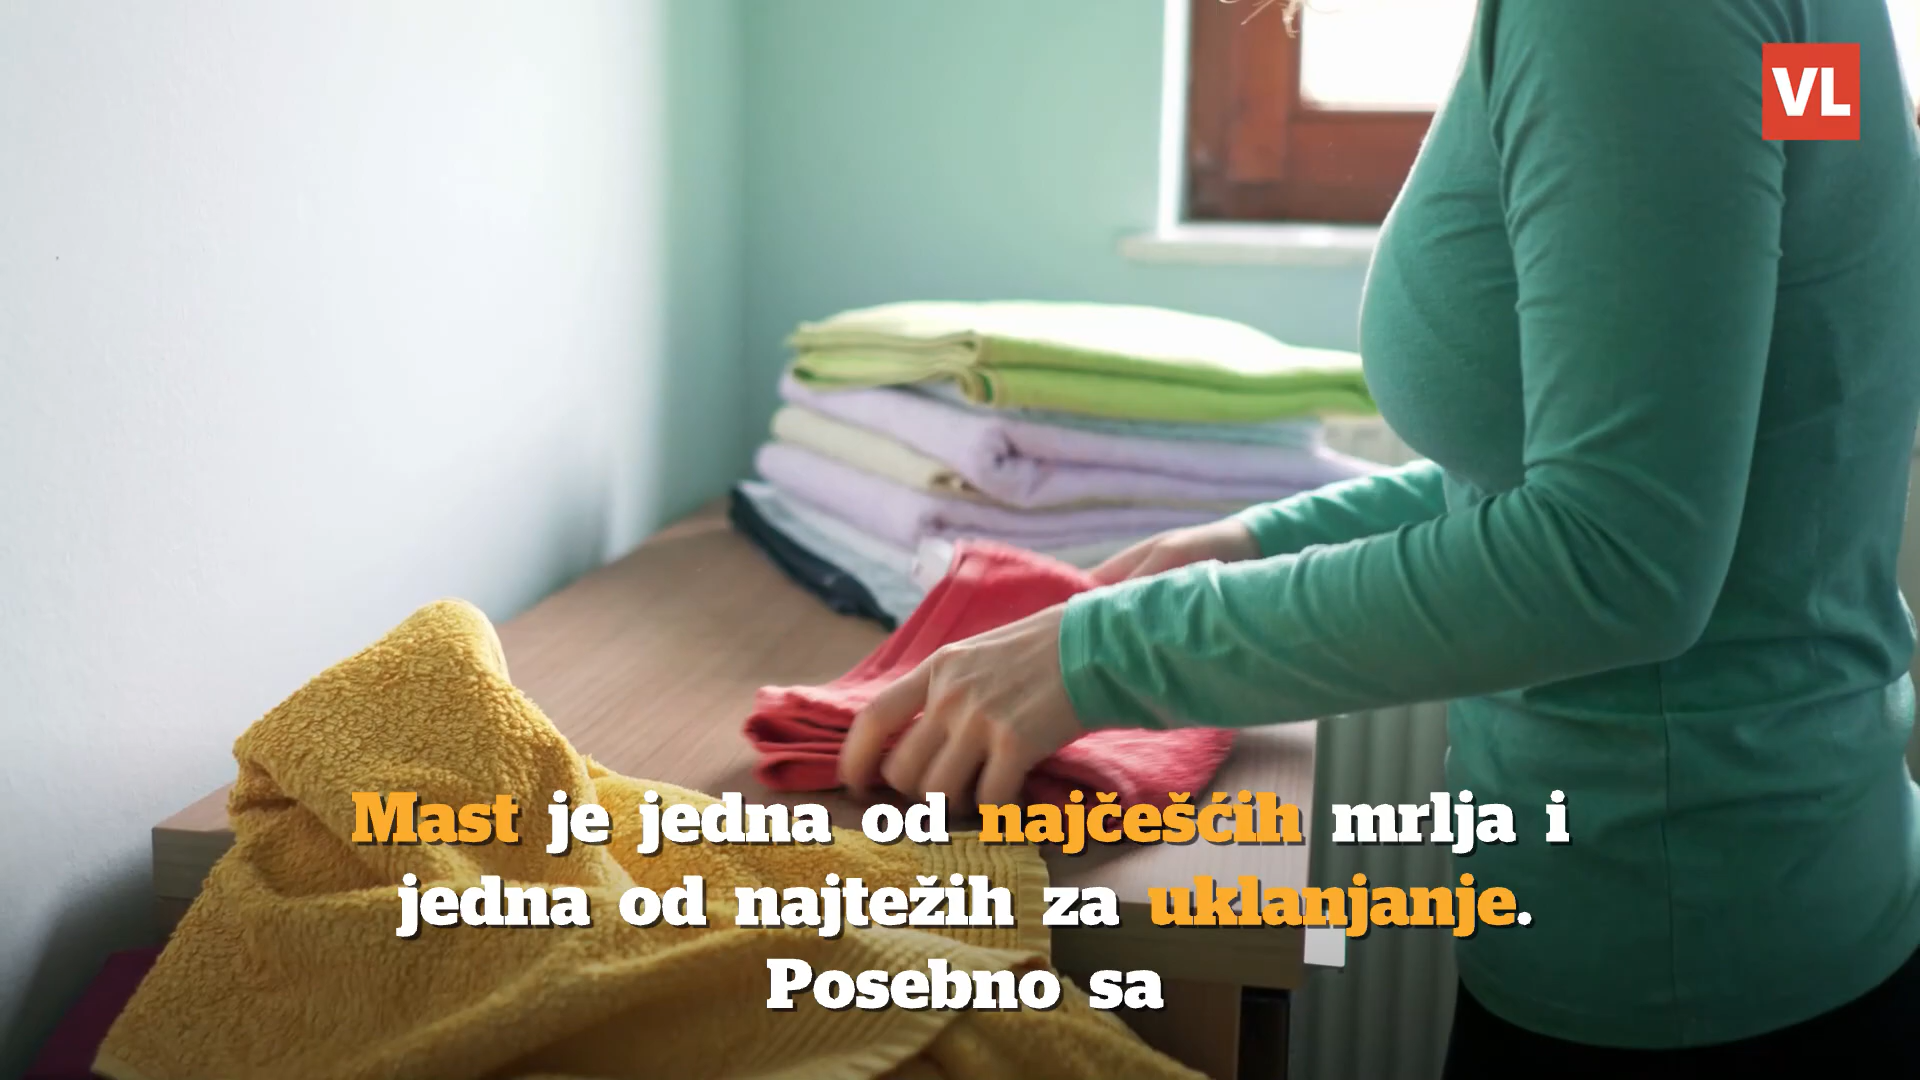 VL
Mast je jedna od najčešćih mrlja i
jedna od najtežih za uklanjanje.
Posebno sa